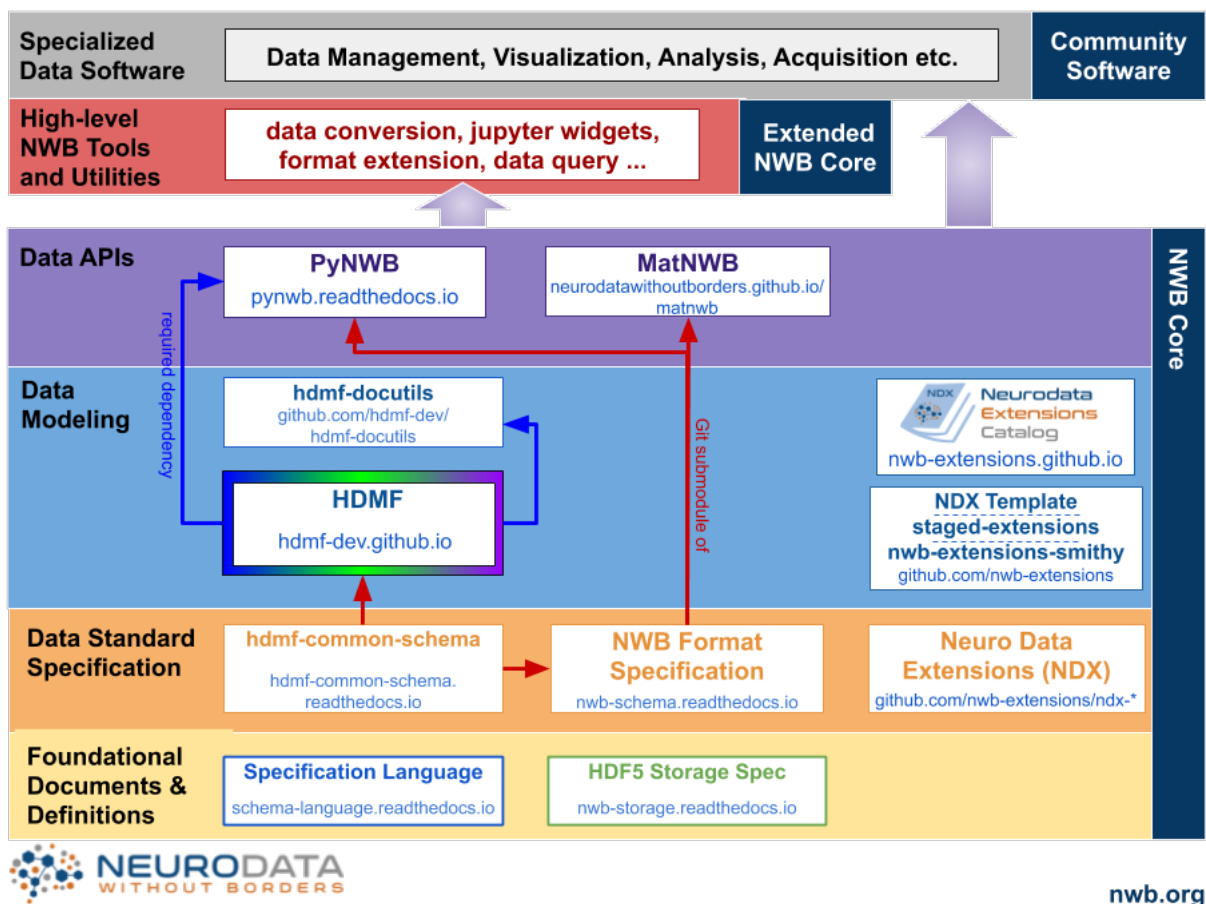 Specialized
Data Software
Data Management, Visualization, Analysis, Acquisition etc.
Community
Software
High-level
NWB Tools
and Utilities
data conversion, jupyter widgets,
format extension, data query ...
Extended
NWB Core
Data APIs
PyNWB
pynwb.readthedocs.io
MatNWB
neurodatawithoutborders.github.io/
matnwb
NWB Core
required dependency
Data
Modeling
hdmf-docutils
github.com/hdmf-dev/
hdmf-docutils
Git submodule of
NDX
Neurodata
Extensions
Catalog
nwb-extensions.github.io
HDMF
hdmf-dev.github.io
NDX Template
staged-extensions
nwb-extensions-smithy
github.com/nwb-extensions
Data Standard
Specification
hdmf-common-schema
hdmf-common-schema.
readthedocs.io
NWB Format
Specification
nwb-schema.readthedocs.io
Neuro Data
Extensions (NDX)
github.com/nwb-extensions/ndx-*
Foundational
Documents &
Definitions
Specification Language
schema-language.readthedocs.io
HDF5 Storage Spec
nwb-storage.readthedocs.io
NEURODATA
WITHOUT BORDERS
nwb.org